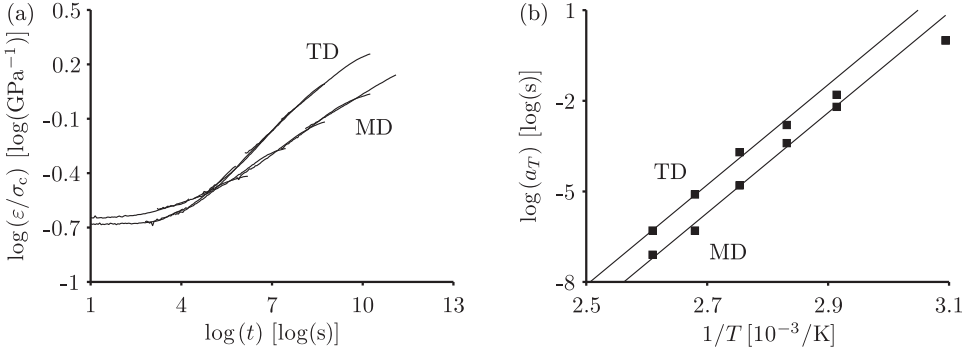 (a)
0.5
0.2
-0.1
-0.4
-0.7
-1
log (ε/σc) [log(GPa⁻¹)]
TD
MD
1 4 7 10 13
log (t) [log(s)]
(b)
1
-2
-5
-8
log (aT) [log(s)]
TD
MD
2.5 2.7 2.9 3.1
1/T [10⁻³/K]